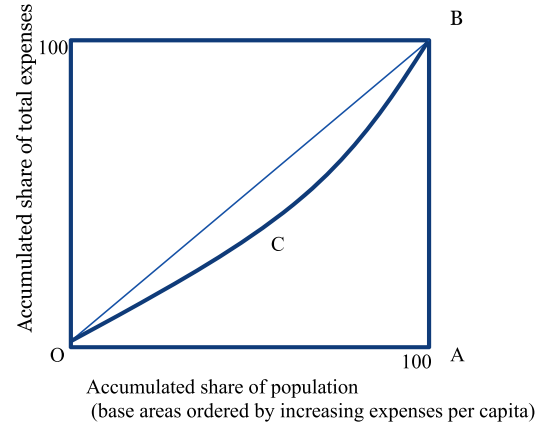 B
100
Accumulated share of total expenses
C
O
100
A
Accumulated share of population
(base areas ordered by increasing expenses per capita)